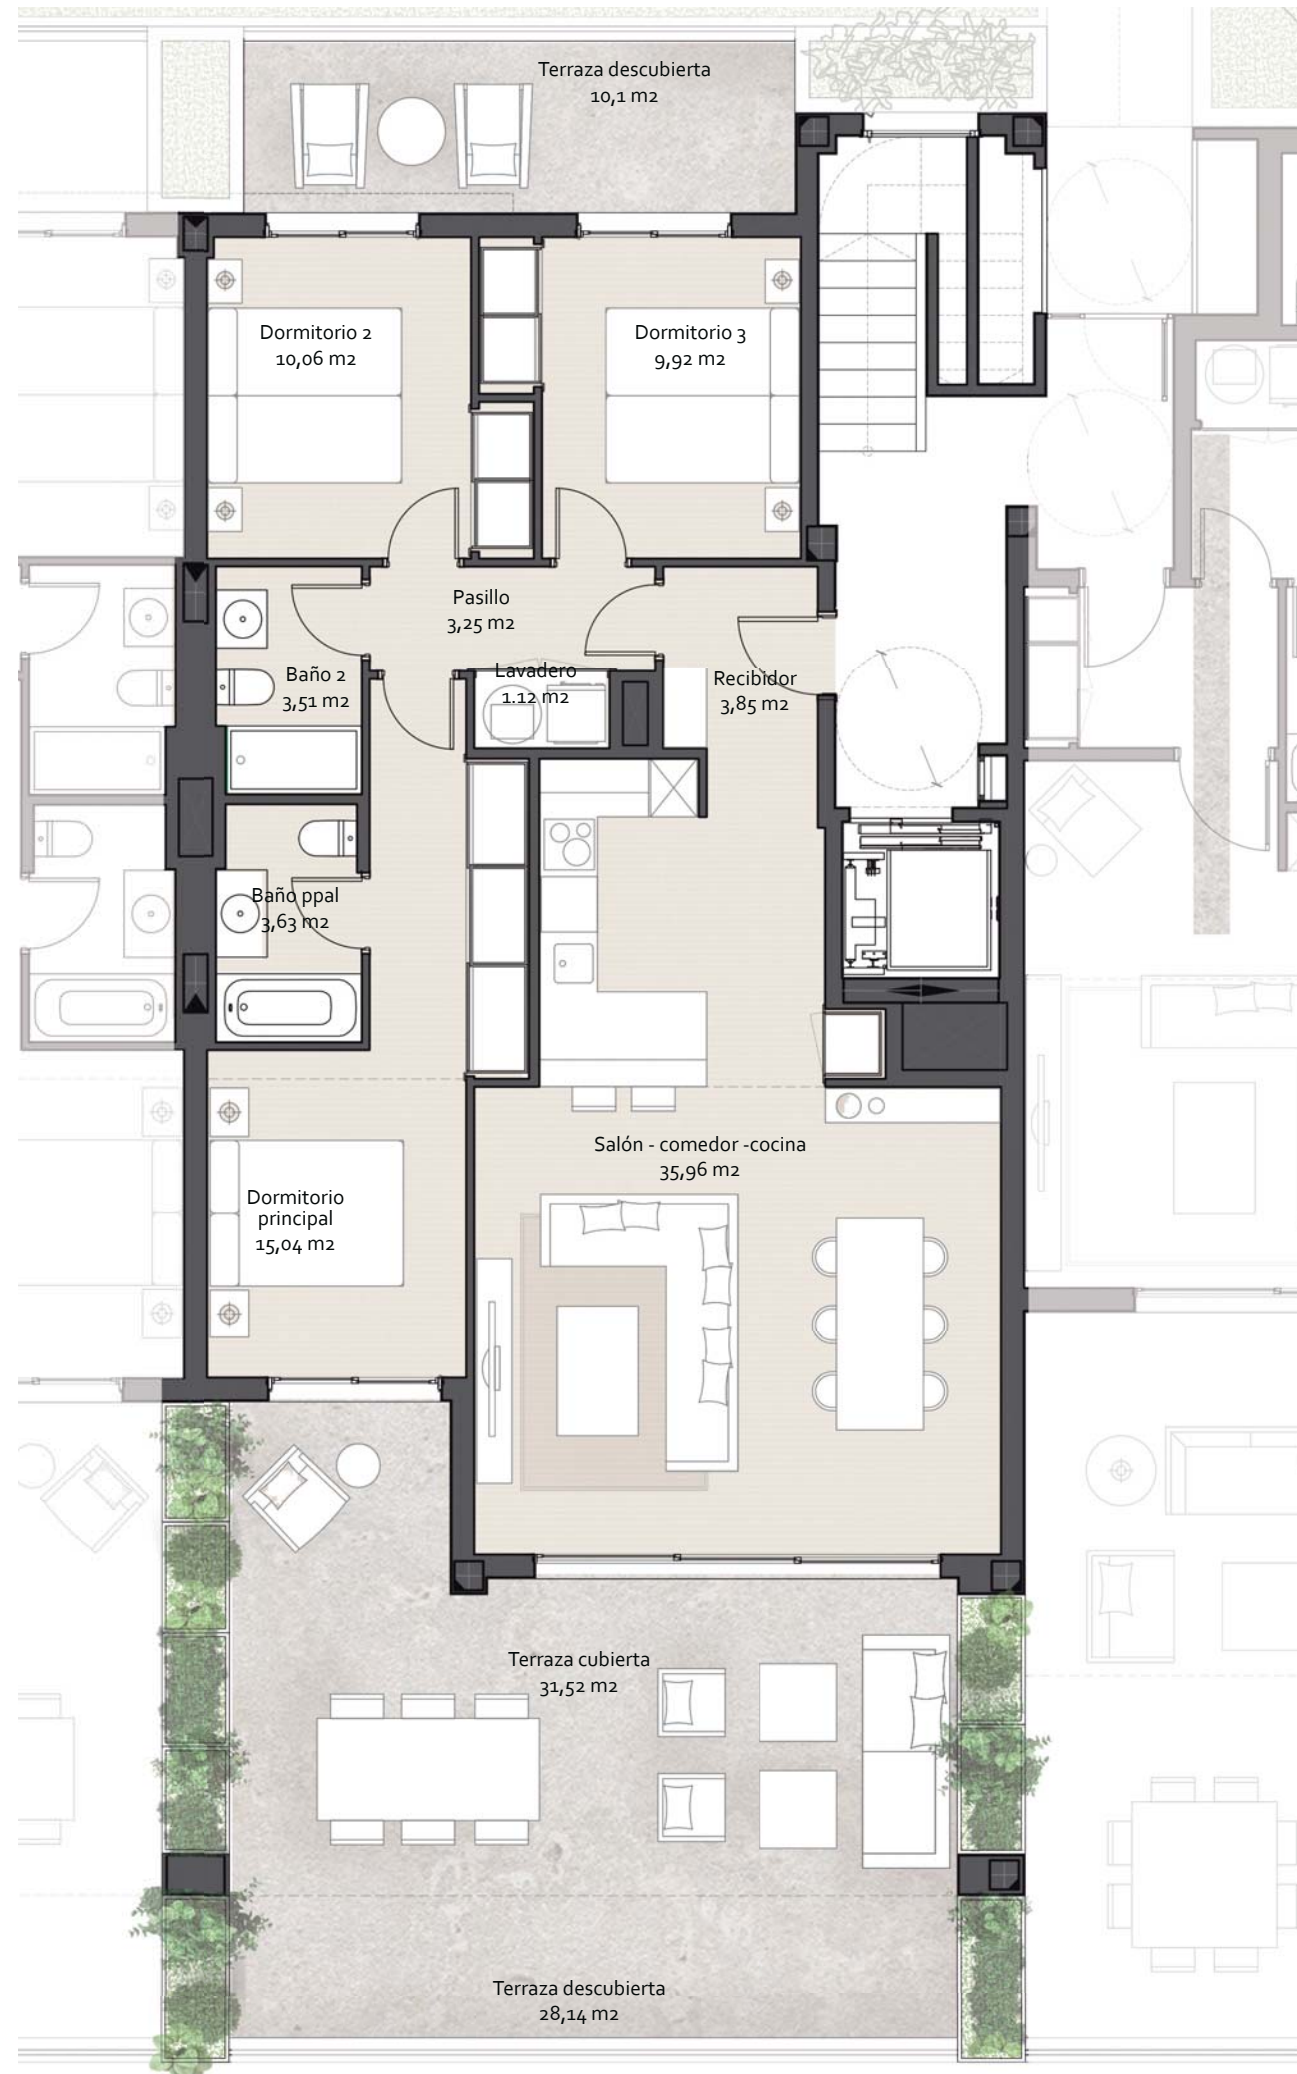 Terraza descubierta
10,1 m2
Dormitorio 2
10,06 m2
Dormitorio 3
9,92 m2
Pasillo
3,25 m2
Baño 2
3,51 m2
Lavadero
1.12 m2
Recibidor
3,85 m2
Baño ppal
3,63 m2
Salón - comedor -cocina
35,96 m2
Dormitorio
principal
15,04 m2
Terraza cubierta
31,52 m2
Terraza descubierta
28,14 m2